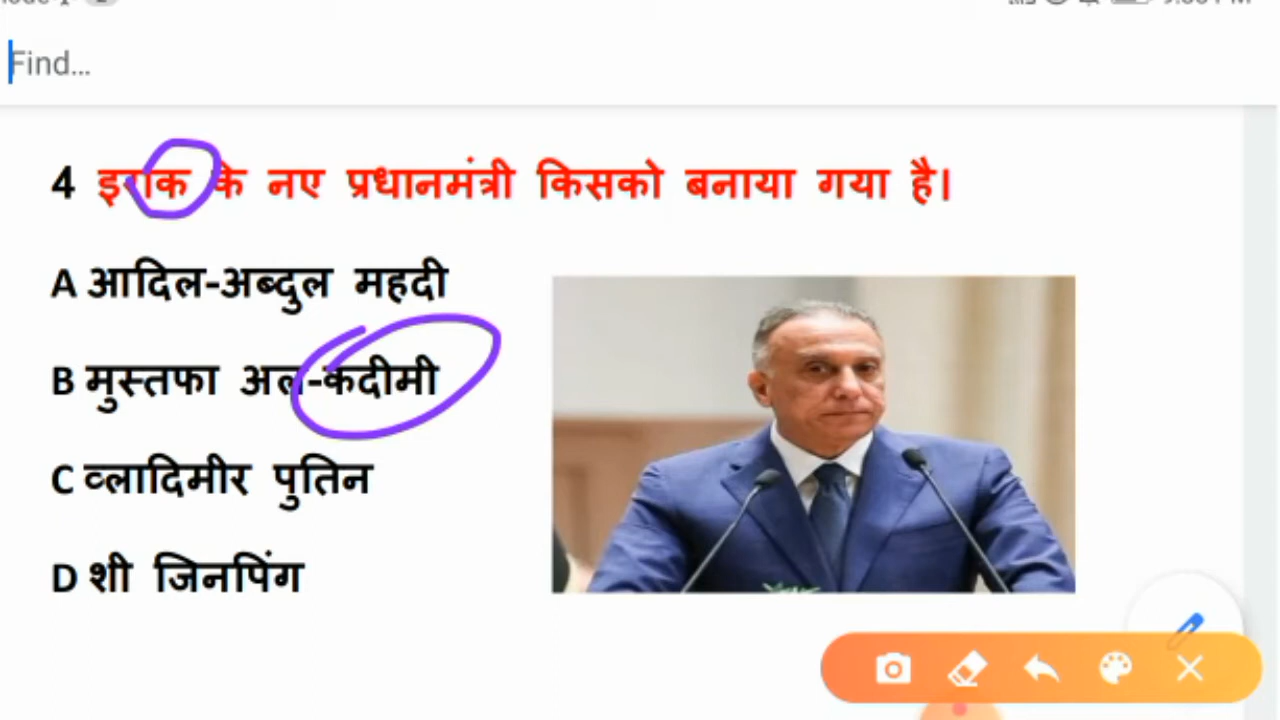 Find...
4 इराक के नए प्रधानमंत्री किसको बनाया गया है।
A आदिल-अब्दुल महदी
B मुस्तफा अल-कदीमी
C व्लादिमीर पुतिन
D शी जिनपिंग